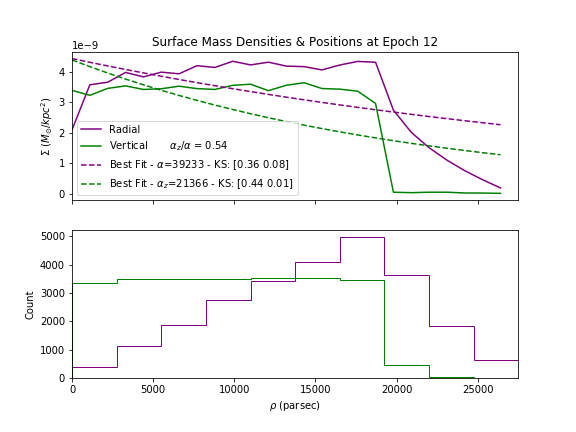 Surface Mass Densities & Positions at Epoch 12
1e−9
4
3
2
1
0
Σ (M⊙/kpc²)
Radial
Vertical α_z/α = 0.54
Best Fit - α=39233 - KS: [0.36 0.08]
Best Fit - α_z=21366 - KS: [0.44 0.01]
5000
4000
3000
2000
1000
0
Count
0 5000 10000 15000 20000 25000
ρ (parsec)